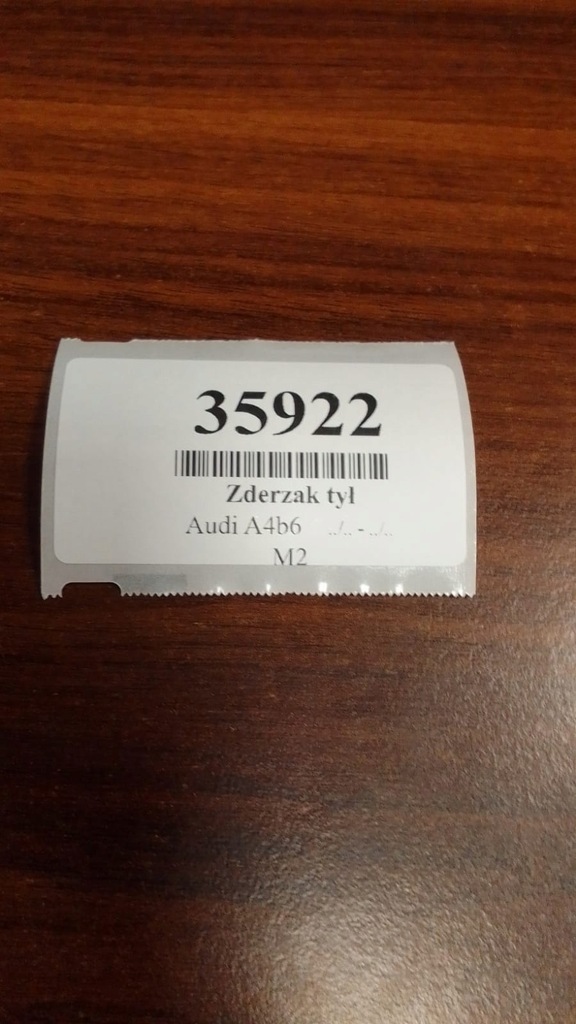 35922
Zderzak tył
Audi A4b6 ../.. - ../..
M2